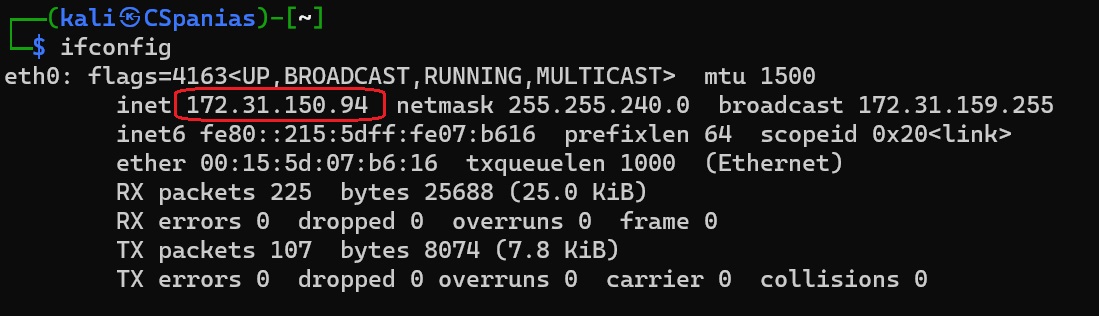 ┌──(kali㉿CSpanias)-[~]
└─$ ifconfig
eth0: flags=4163<UP,BROADCAST,RUNNING,MULTICAST>  mtu 1500
        inet 172.31.150.94  netmask 255.255.240.0  broadcast 172.31.159.255
        inet6 fe80::215:5dff:fe07:b616  prefixlen 64  scopeid 0x20<link>
        ether 00:15:5d:07:b6:16  txqueuelen 1000  (Ethernet)
        RX packets 225  bytes 25688 (25.0 KiB)
        RX errors 0  dropped 0  overruns 0  frame 0
        TX packets 107  bytes 8074 (7.8 KiB)
        TX errors 0  dropped 0 overruns 0  carrier 0  collisions 0